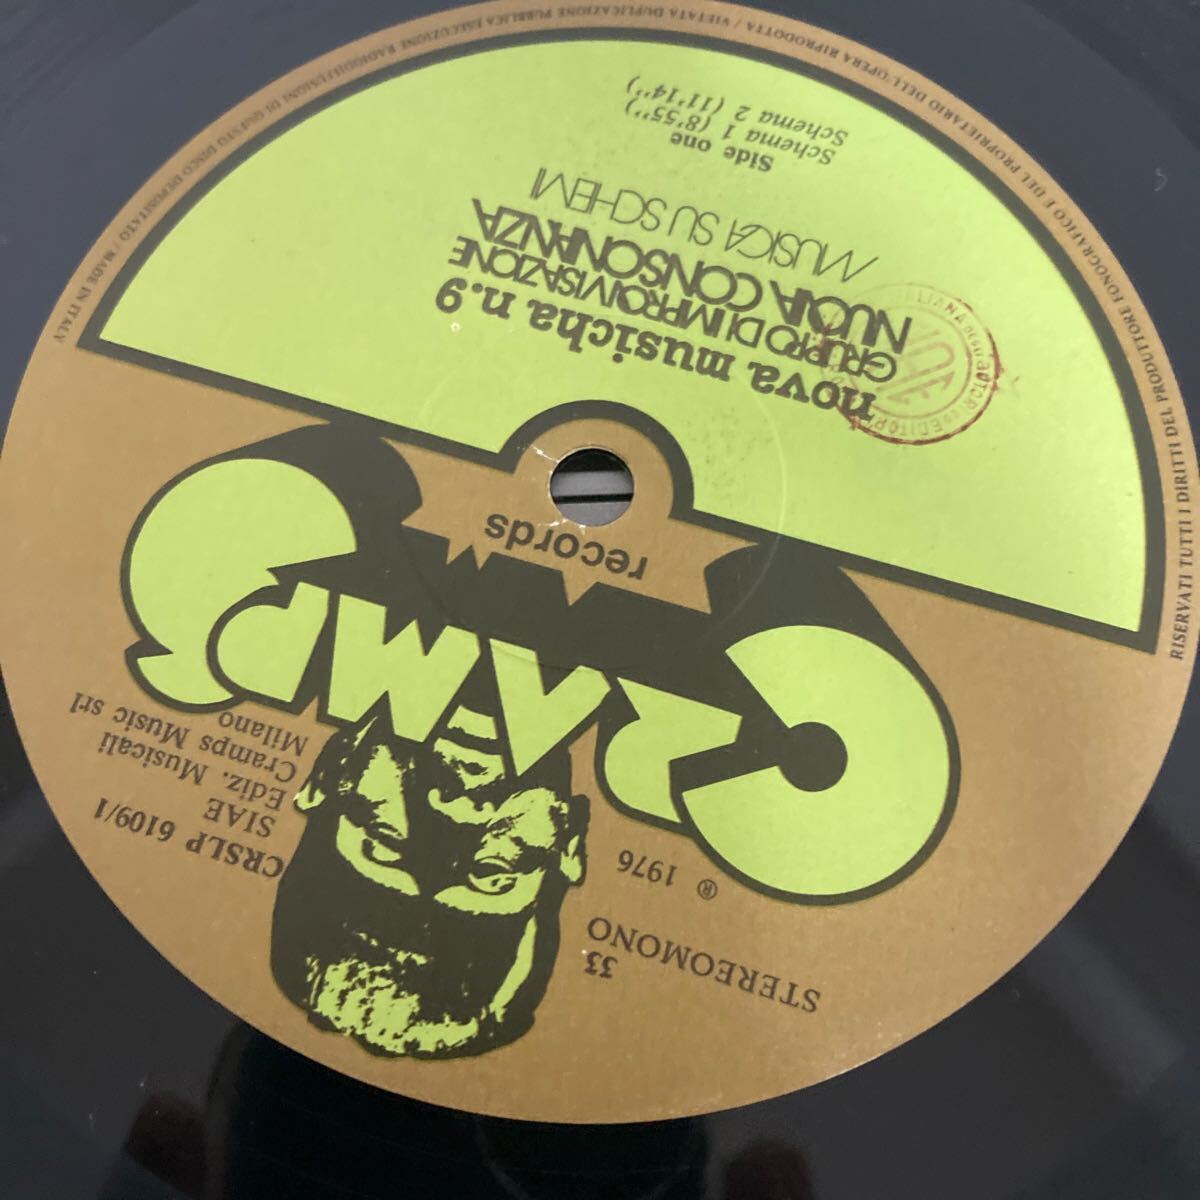 STEREOMONO
33
℗ 1976
CRSLP 6109/1
SIAE
Ediz. Musicali
Cramps Music srl
Milano
CRAMPS
records
nova musicha n.9
GRUPPO DI IMPROVVISAZIONE
NUOVA CONSONANZA
MUSICA SU SCHEMI
Side one
Schema 1 (8'55'')
Schema 2 (11'14'')
RISERVATI TUTTI I DIRITTI DEL PRODUTTORE FONOGRAFICO E DEL PROPRIETARIO DELL'OPERA RIPRODOTTA / VIETATA DUPLICAZIONE PUBBLICA ESECUZIONE RADIODIFFUSIONI DI QUESTO DISCO DEPOSITATO / MADE IN ITALY